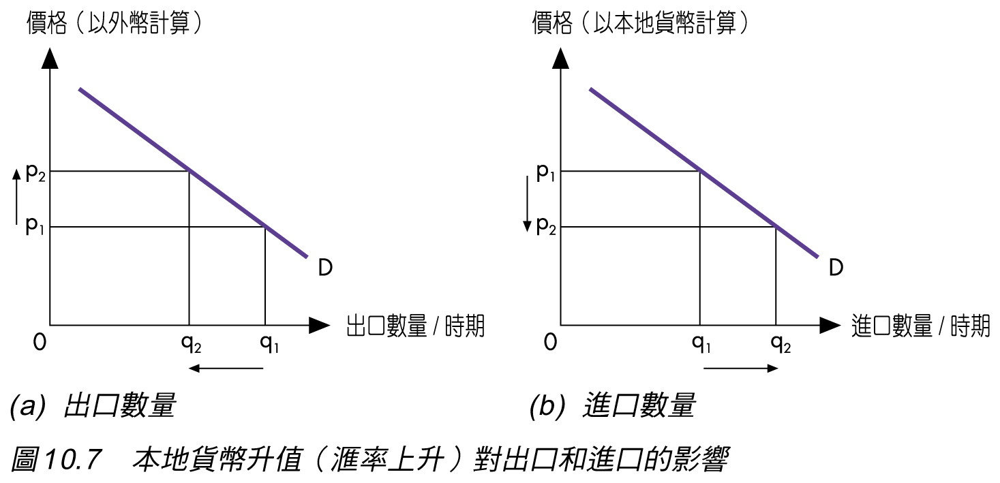 價格（以外幣計算）
p₂
p₁
D
0
q₂ q₁
出口數量 / 時期
(a) 出口數量
價格（以本地貨幣計算）
p₁
p₂
D
0
q₁ q₂
進口數量 / 時期
(b) 進口數量
圖10.7 本地貨幣升值（滙率上升）對出口和進口的影響